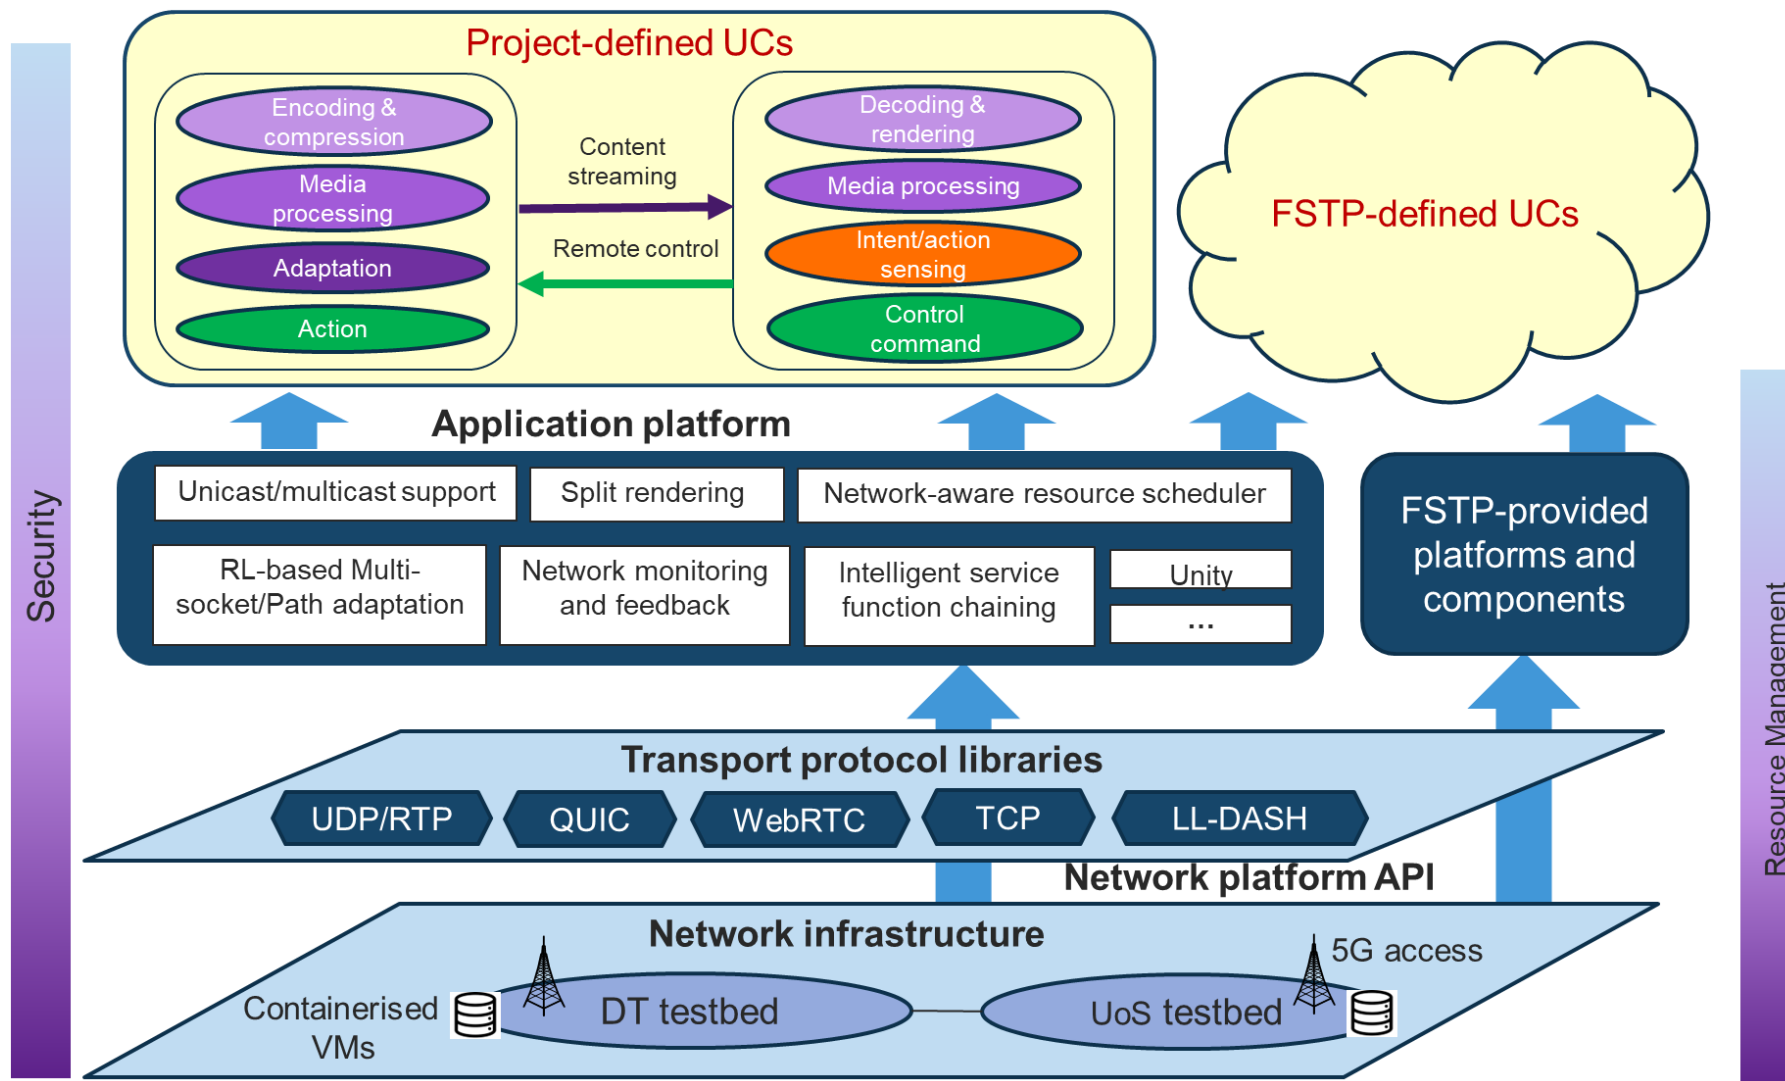 Project-defined UCs
Encoding &
compression
Media
processing
Adaptation
Action
Content
streaming
Remote control
Decoding &
rendering
Media processing
Intent/action
sensing
Control
command
FSTP-defined UCs
Security
Application platform
Unicast/multicast support
Split rendering
Network-aware resource scheduler
RL-based Multi-
socket/Path adaptation
Network monitoring
and feedback
Intelligent service
function chaining
Unity
...
FSTP-provided
platforms and
components
Resource Management
Transport protocol libraries
UDP/RTP
QUIC
WebRTC
TCP
LL-DASH
Network platform API
Network infrastructure
5G access
Containerised
VMs
DT testbed
UoS testbed